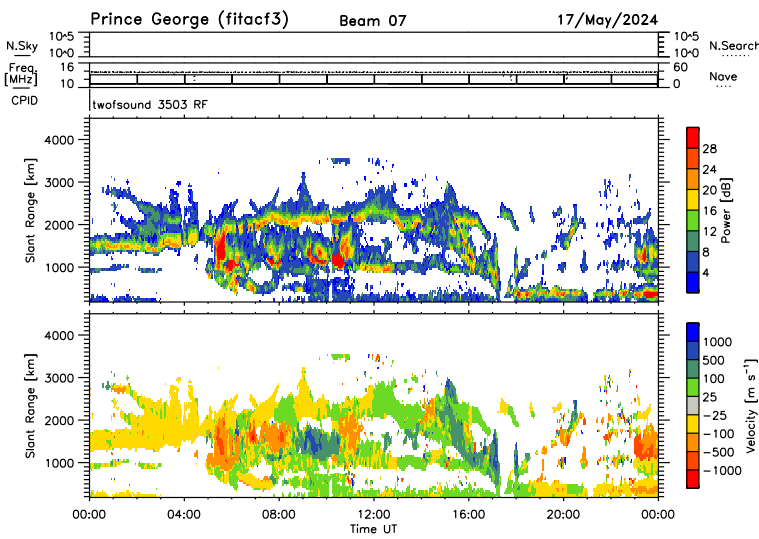 Prince George (fitacf3) Beam 07 17/May/2024
N.Sky 10^5 10^0 10^5 10^0 N.Search
Freq [MHz] 16 10 60 0 Nave
CPID twofsound 3503 RF
Slant Range [km] 4000 3000 2000 1000
Power [dB] 28 24 20 16 12 8 4
Slant Range [km] 4000 3000 2000 1000
Velocity [m s⁻¹] 1000 500 100 25 −25 −100 −500 −1000
00:00 04:00 08:00 12:00 16:00 20:00 00:00
Time UT